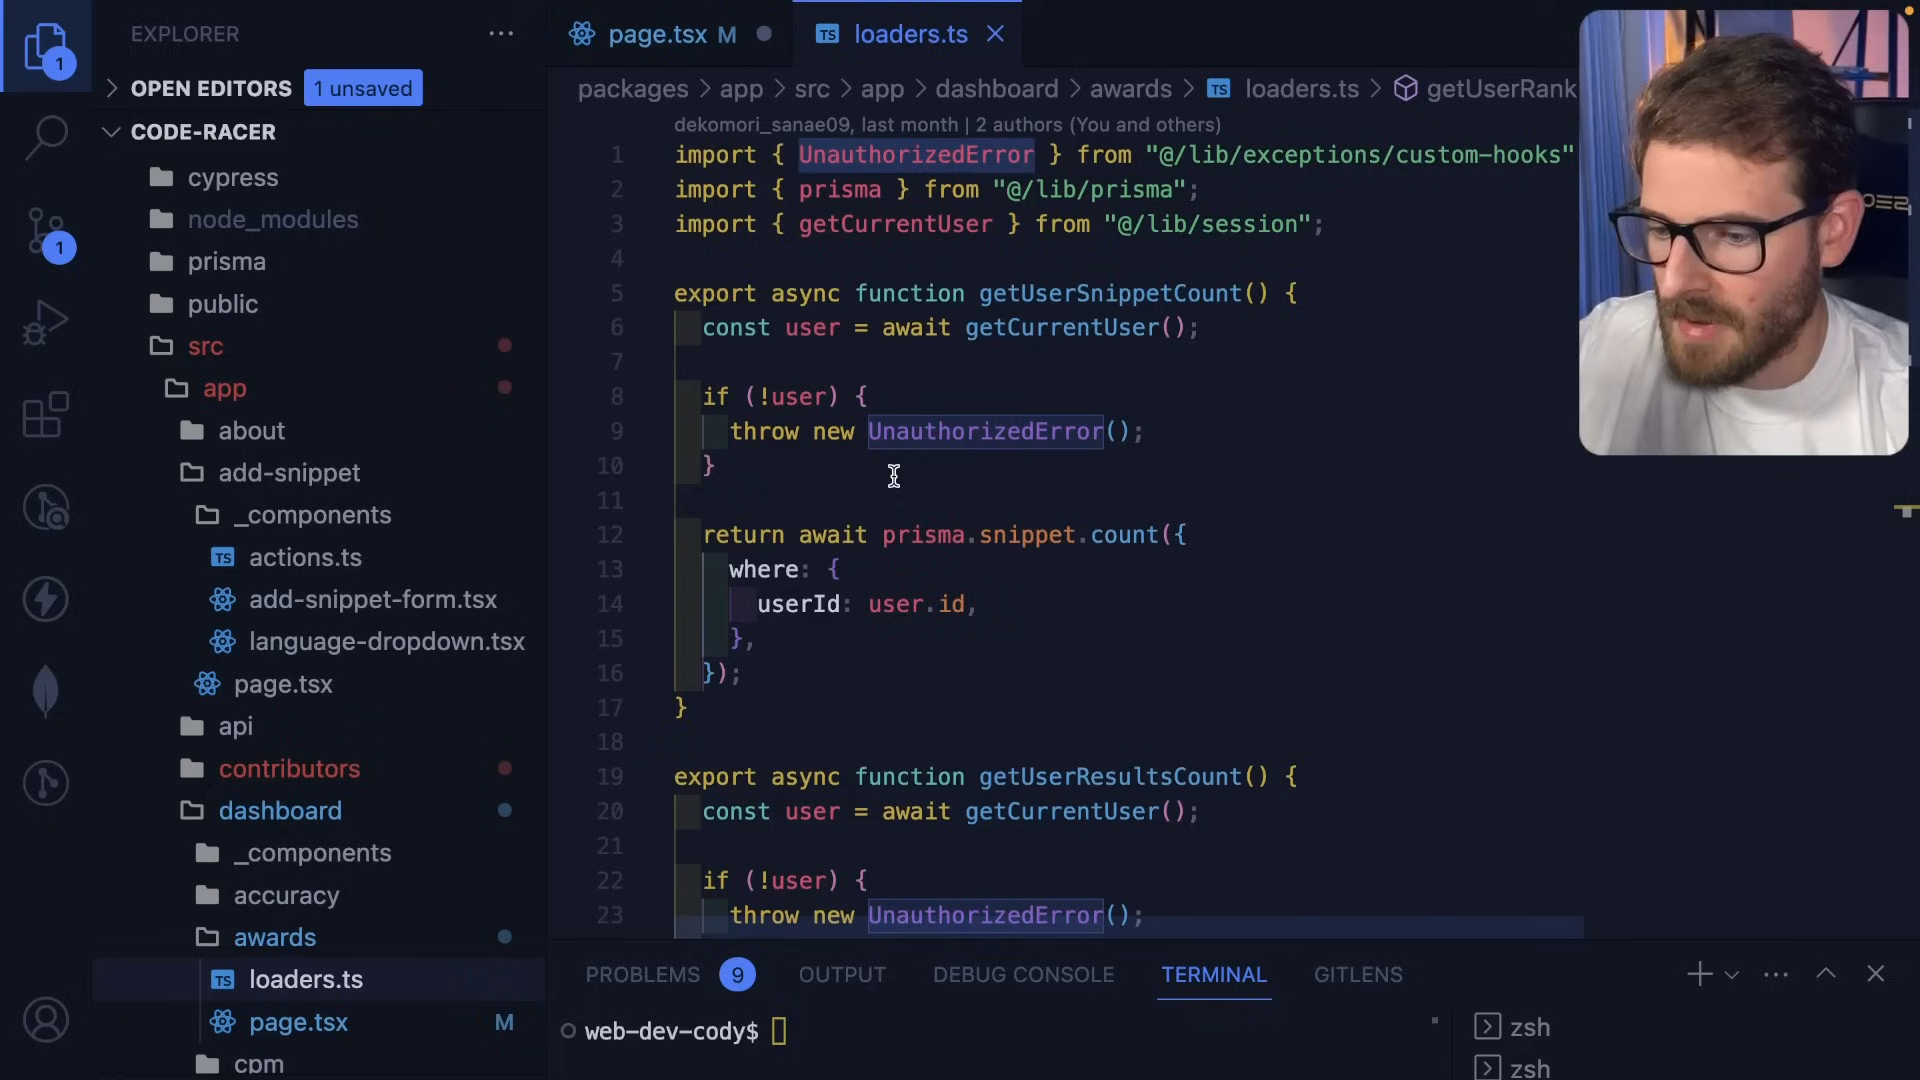 EXPLORER
OPEN EDITORS
1 unsaved
CODE-RACER
cypress
node_modules
prisma
public
src
app
about
add-snippet
_components
TS actions.ts
add-snippet-form.tsx
language-dropdown.tsx
page.tsx
api
contributors
dashboard
_components
accuracy
awards
TS loaders.ts
page.tsx M
cpm
1
1
page.tsx M
TS loaders.ts
packages > app > src > app > dashboard > awards > TS loaders.ts > getUserRank
dekomori_sanae09, last month | 2 authors (You and others)
1 import { UnauthorizedError } from "@/lib/exceptions/custom-hooks"
2 import { prisma } from "@/lib/prisma";
3 import { getCurrentUser } from "@/lib/session";
4
5 export async function getUserSnippetCount() {
6 const user = await getCurrentUser();
7
8 if (!user) {
9 throw new UnauthorizedError();
10 }
11
12 return await prisma.snippet.count({
13 where: {
14 userId: user.id,
15 },
16 });
17 }
18
19 export async function getUserResultsCount() {
20 const user = await getCurrentUser();
21
22 if (!user) {
23 throw new UnauthorizedError();
PROBLEMS 9 OUTPUT DEBUG CONSOLE TERMINAL GITLENS
web-dev-cody$
zsh
zsh